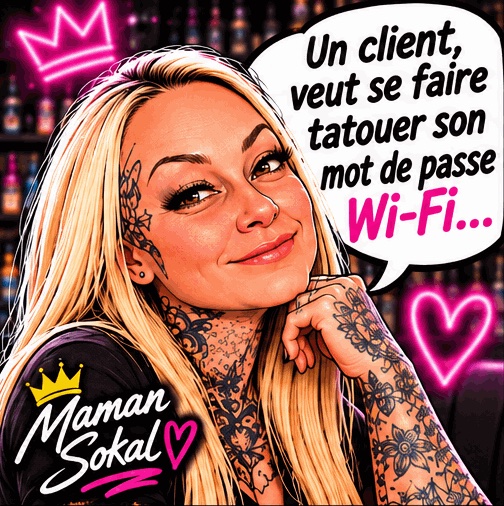 Un client,
veut se faire
tatouer son
mot de passe
Wi-Fi...
Maman
Sokal